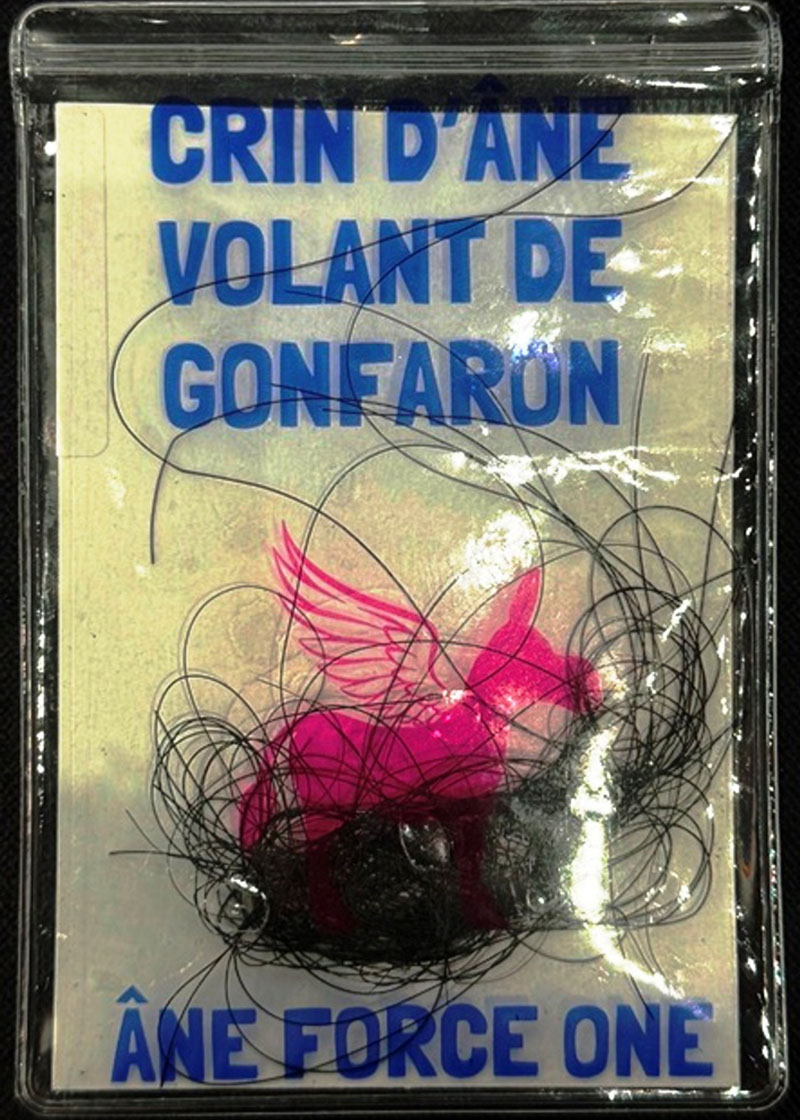 CRIN D'ÂNE
VOLANT DE
GONFARON
ÂNE FORCE ONE